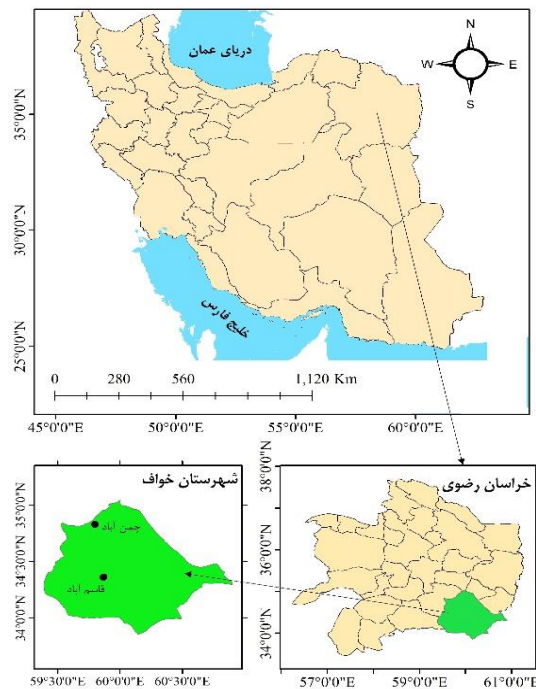 دریای عمان
N
W E
S
35°0'0"N
30°0'0"N
25°0'0"N
خلیج فارس
0 280 560 1,120 Km
45°0'0"E 50°0'0"E 55°0'0"E 60°0'0"E
شهرستان خواف
35°0'0"N
34°30'0"N
34°0'0"N
چمن آباد
قاسم آباد
59°30'0"E 60°0'0"E 60°30'0"E
خراسان رضوی
38°0'0"N
36°0'0"N
34°0'0"N
57°0'0"E 59°0'0"E 61°0'0"E